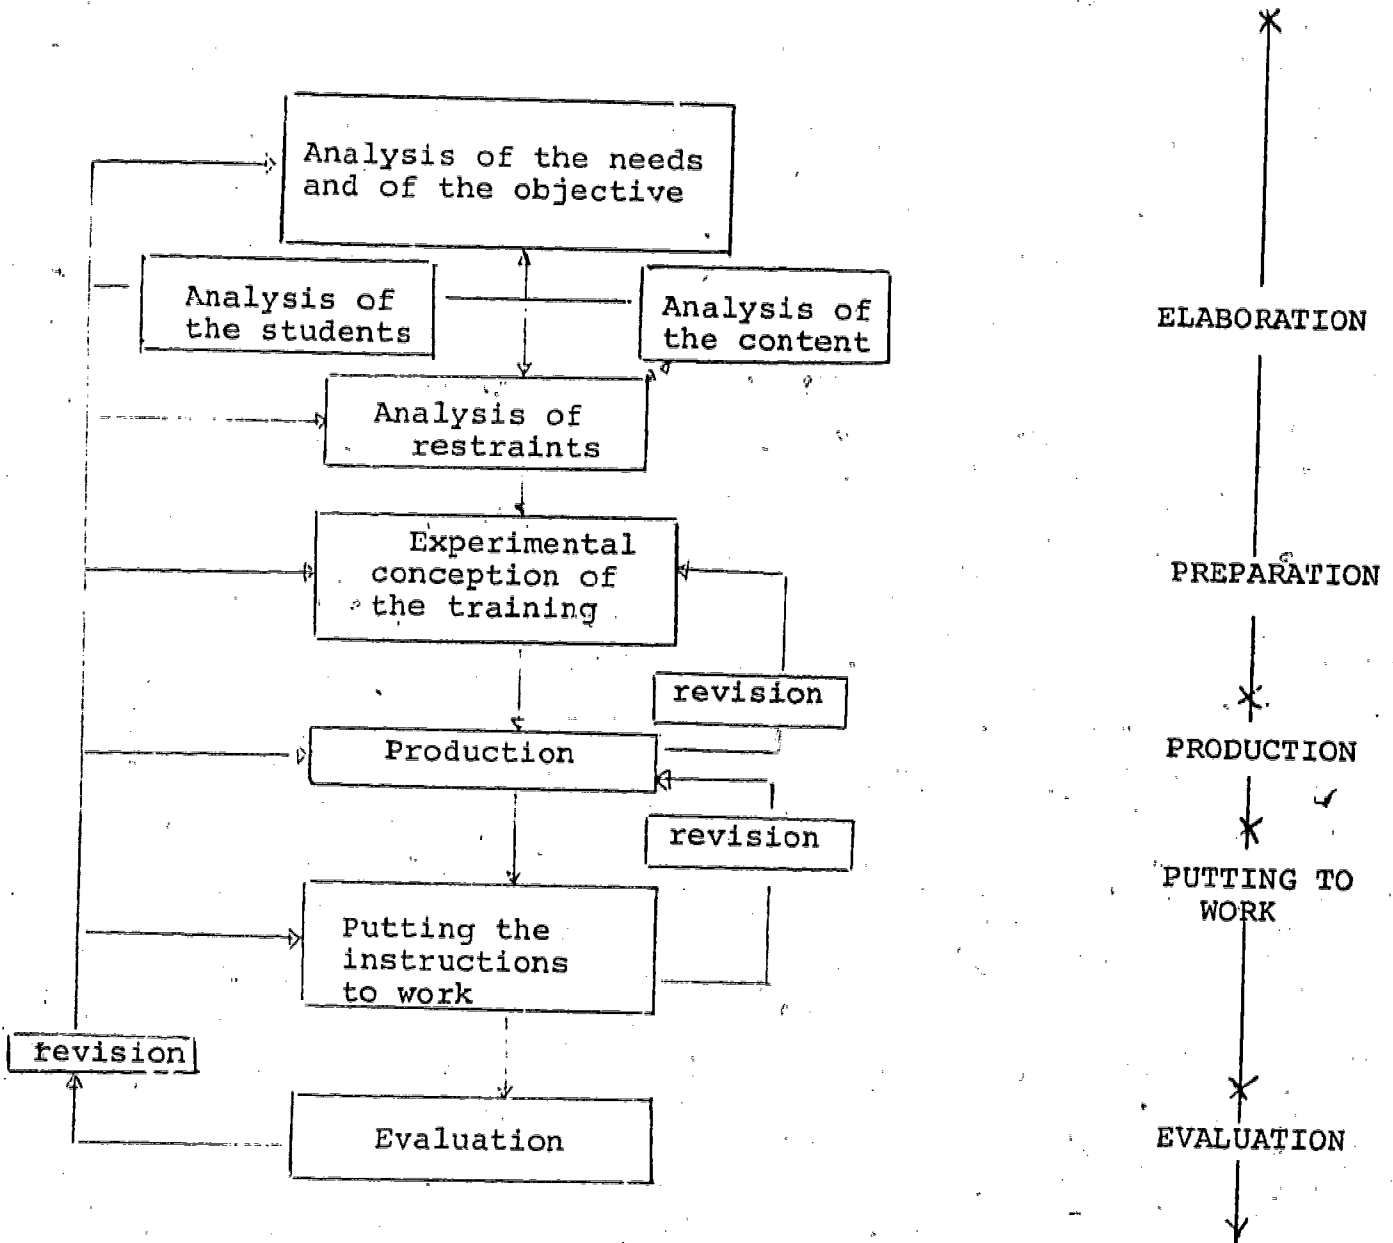 Analysis of the needs
and of the objective
Analysis of
the students
Analysis of
the content
Analysis of
restraints
Experimental
conception of
the training
revision
Production
revision
Putting the
instructions
to work
revision
Evaluation
ELABORATION
PREPARATION
PRODUCTION
PUTTING TO
WORK
EVALUATION